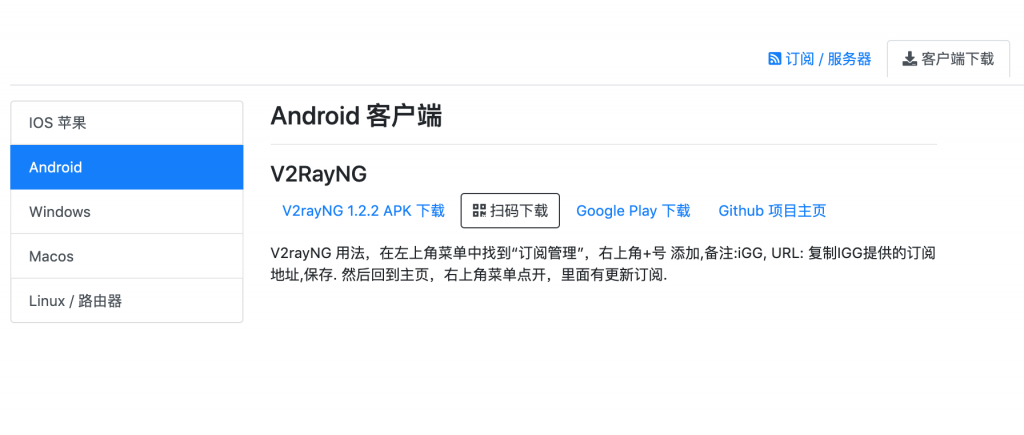 订阅 / 服务器
客户端下载
IOS 苹果
Android
Windows
Macos
Linux / 路由器
Android 客户端
V2RayNG
V2rayNG 1.2.2 APK 下载
扫码下载
Google Play 下载
Github 项目主页
V2rayNG 用法，在左上角菜单中找到“订阅管理”，右上角+号 添加,备注:iGG, URL: 复制IGG提供的订阅
地址,保存. 然后回到主页，右上角菜单点开，里面有更新订阅.